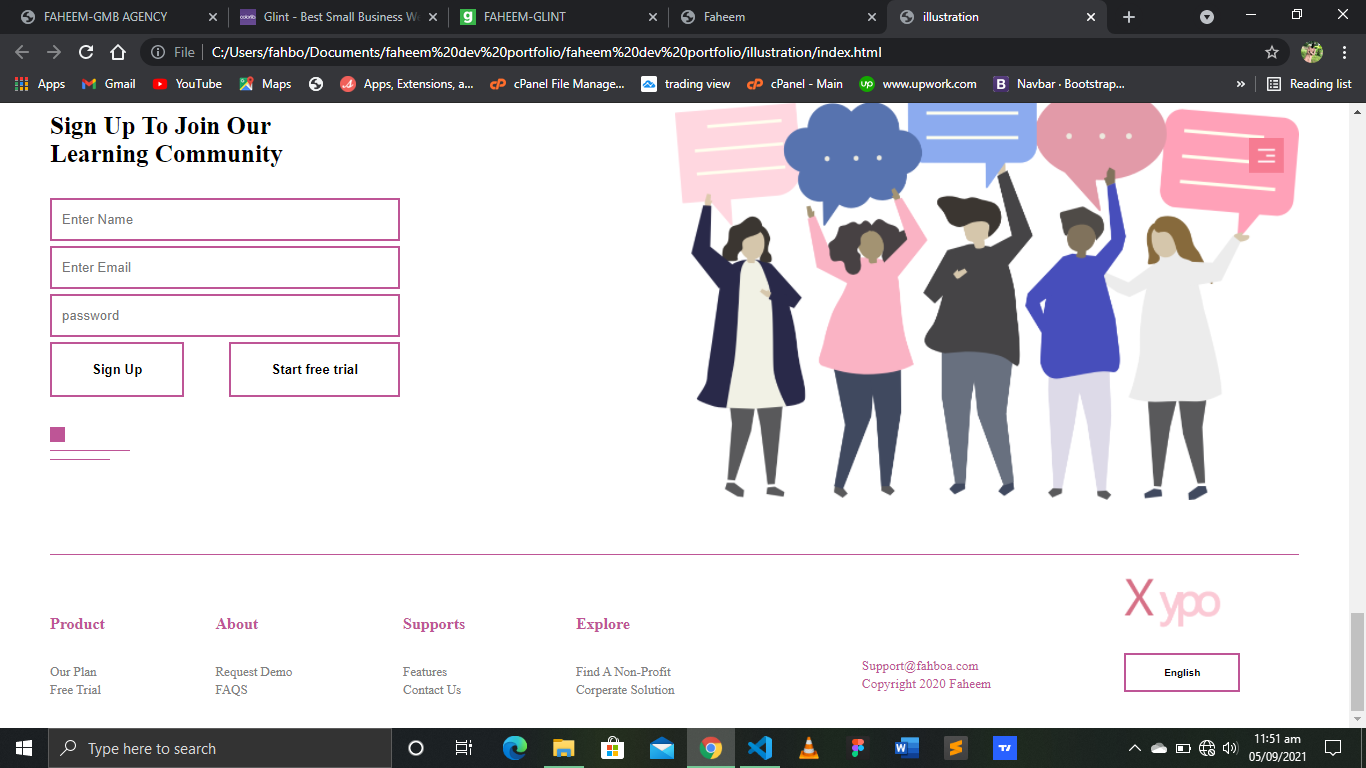 FAHEEM-GMB AGENCY
Glint - Best Small Business W
FAHEEM-GLINT
Faheem
illustration
File
C:/Users/fahbo/Documents/faheem%20dev%20portfolio/faheem%20dev%20portfolio/illustration/index.html
Apps
Gmail
YouTube
Maps
Apps, Extensions, a...
cPanel File Manage...
trading view
cPanel - Main
www.upwork.com
Navbar · Bootstrap...
»
Reading list
Sign Up To Join Our
Learning Community
Enter Name
Enter Email
password
Sign Up
Start free trial
X ypo
Product
About
Supports
Explore
Our Plan
Request Demo
Features
Find A Non-Profit
Support@fahboa.com
English
Free Trial
FAQS
Contact Us
Corperate Solution
Copyright 2020 Faheem
Type here to search
11:51 am
05/09/2021